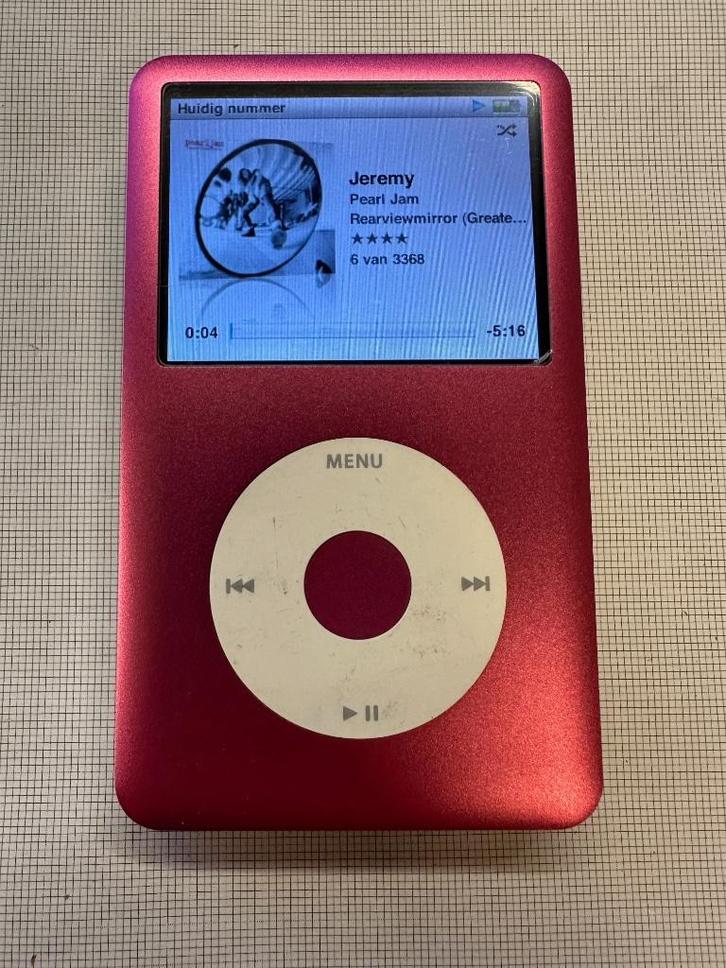 Huidig nummer
Jeremy
Pearl Jam
Rearviewmirror (Greate...
★★★★
6 van 3368
0:04
-5:16
MENU